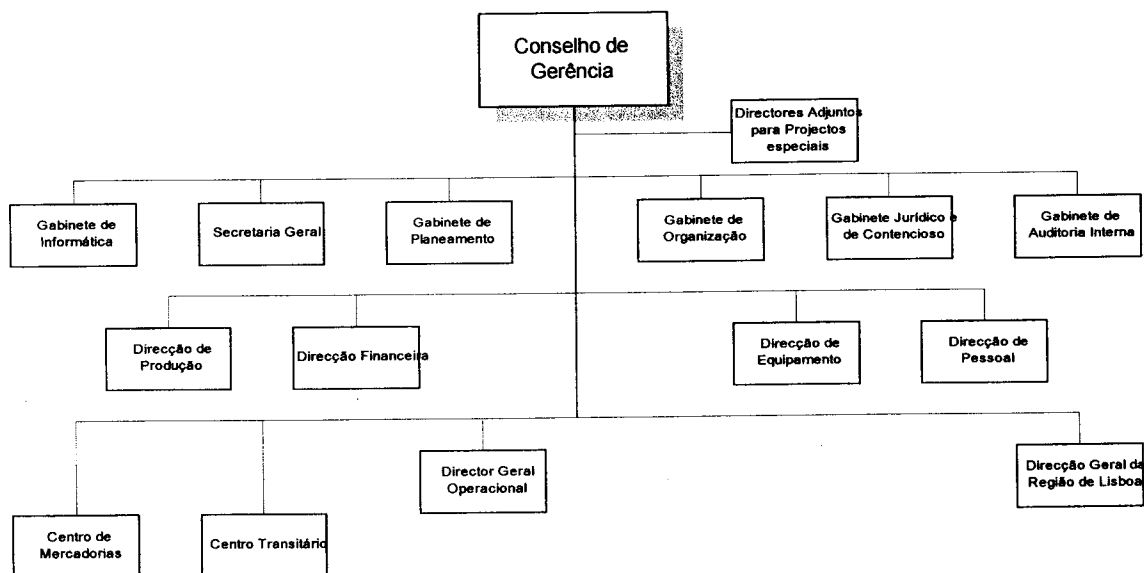 Conselho de
Gerência
Directores Adjuntos
para Projectos
especiais
Gabinete de
Informática
Secretaria Geral
Gabinete de
Planeamento
Gabinete de
Organização
Gabinete Jurídico e
de Contencioso
Gabinete de
Auditoria Interna
Direcção de
Produção
Direcção Financeira
Direcção de
Equipamento
Direcção de
Pessoal
Director Geral
Operacional
Direcção Geral da
Região de Lisboa
Centro de
Mercadorias
Centro Transitário